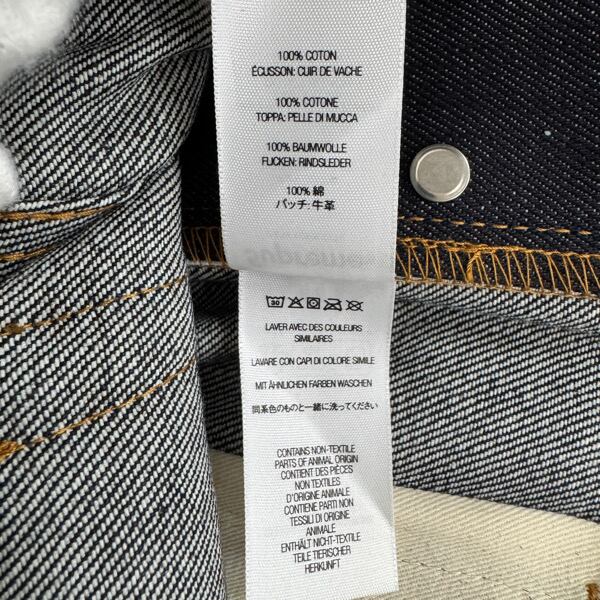 100% COTON
ÉCUSSON: CUIR DE VACHE
100% COTONE
TOPPA: PELLE DI MUCCA
100% BAUMWOLLE
FLICKEN: RINDSLEDER
100% 綿
パッチ: 牛革
Supreme
30
LAVER AVEC DES COULEURS
SIMILAIRES
LAVARE CON CAPI DI COLORE SIMILE
MIT ÄHNLICHEN FARBEN WASCHEN
同系色のものと一緒に洗ってください
CONTAINS NON-TEXTILE
PARTS OF ANIMAL ORIGIN
CONTIENT DES PIÈCES
NON TEXTILES
D'ORIGINE ANIMALE
CONTIENE PARTI NON
TESSILI DI ORIGINE
ANIMALE
ENTHÄLT NICHT-TEXTILE
TEILE TIERISCHER
HERKUNFT